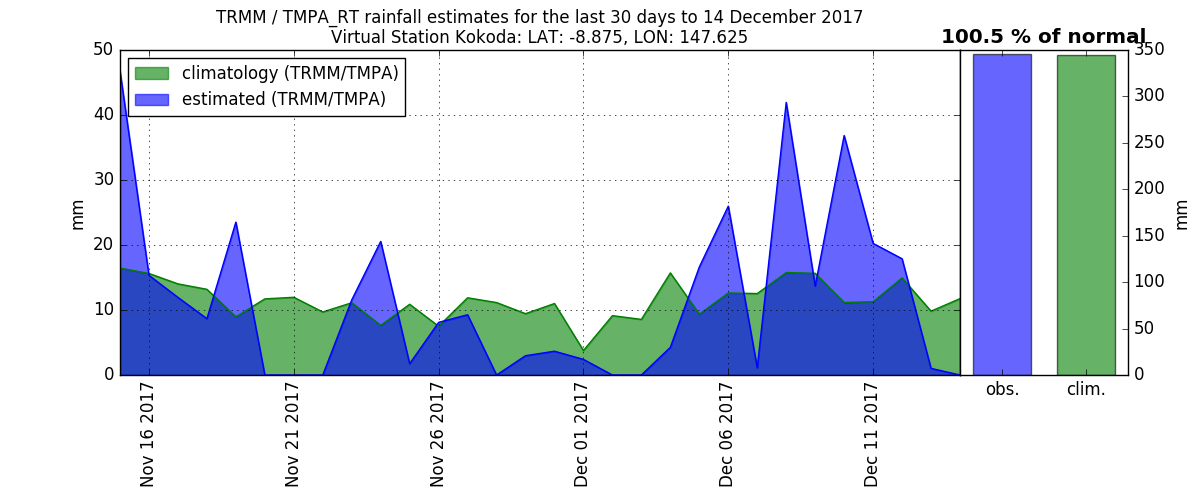 TRMM / TMPA_RT rainfall estimates for the last 30 days to 14 December 2017
Virtual Station Kokoda: LAT: -8.875, LON: 147.625
100.5 % of normal
climatology (TRMM/TMPA)
estimated (TRMM/TMPA)
50
40
30
20
10
0
mm
350
300
250
200
150
100
50
0
mm
Nov 16 2017
Nov 21 2017
Nov 26 2017
Dec 01 2017
Dec 06 2017
Dec 11 2017
obs.
clim.